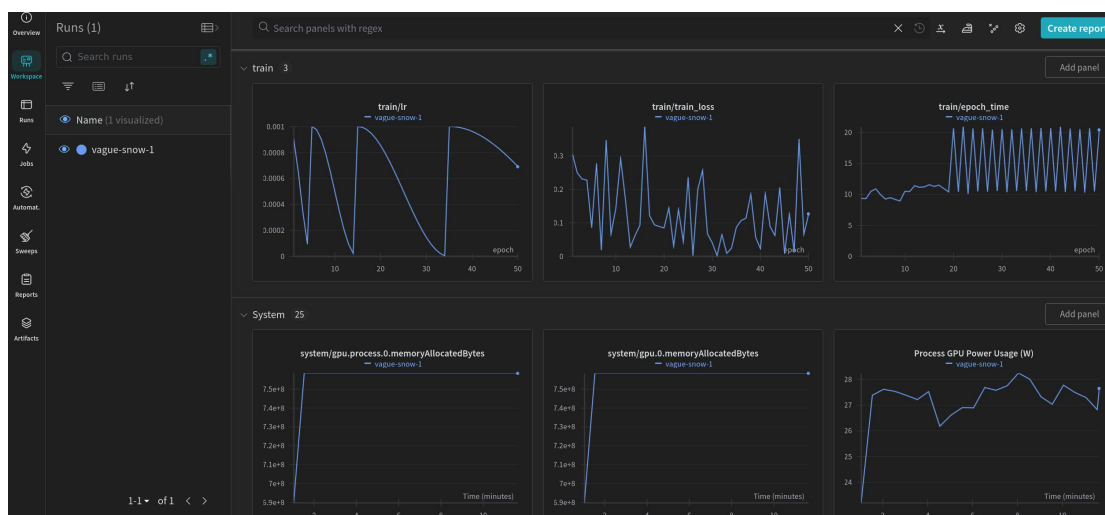 Overview
Workspace
Runs
Jobs
Automat.
Sweeps
Reports
Artifacts
Runs (1)
Search runs
.*
Name (1 visualized)
vague-snow-1
1-1 of 1
Search panels with regex
Create report
train 3
Add panel
train/lr
vague-snow-1
0.001
0.0008
0.0006
0.0004
0.0002
0
epoch
10 20 30 40 50
train/train_loss
vague-snow-1
0.3
0.2
0.1
0
epoch
10 20 30 40 50
train/epoch_time
vague-snow-1
20
15
10
5
0
epoch
10 20 30 40 50
System 25
Add panel
system/gpu.process.0.memoryAllocatedBytes
vague-snow-1
7.5e+8
7.4e+8
7.3e+8
7.2e+8
7.1e+8
7e+8
6.9e+8
Time (minutes)
system/gpu.0.memoryAllocatedBytes
vague-snow-1
7.5e+8
7.4e+8
7.3e+8
7.2e+8
7.1e+8
7e+8
6.9e+8
Time (minutes)
Process GPU Power Usage (W)
vague-snow-1
28
27
26
25
24
Time (minutes)